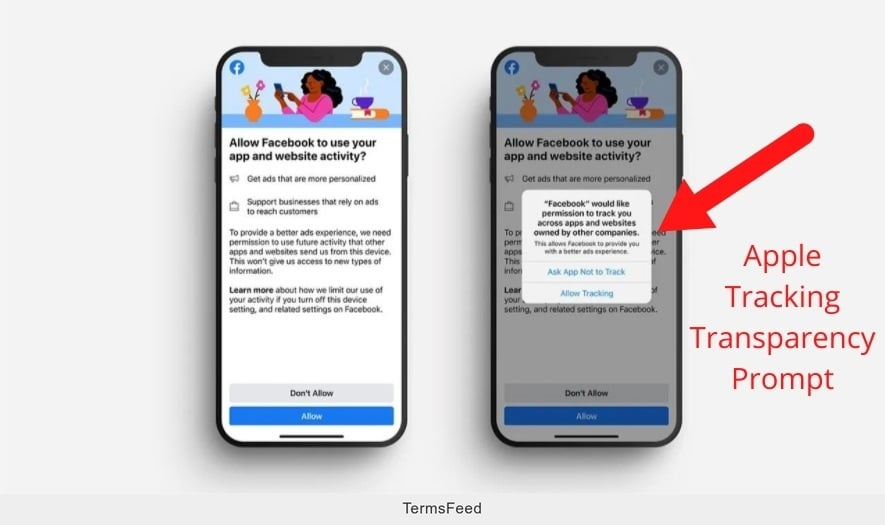 Allow Facebook to use your
app and website activity?
Get ads that are more personalized
Support businesses that rely on ads
to reach customers
To provide a better ads experience, we need
permission to use future activity that other
apps and websites send us from this device.
This won't give us access to new types of
information.
Learn more about how we limit our use of
your activity if you turn off this device
setting, and related settings on Facebook.
Don't Allow
Allow
Allow Facebook to use your
app and website activity?
Get ads that are more personalized
"Facebook" would like
permission to track you
across apps and websites
owned by other companies.
This allows Facebook to provide you
with a better ads experience.
Ask App Not to Track
Allow Tracking
setting, and related settings on Facebook.
Don't Allow
Allow
Apple
Tracking
Transparency
Prompt
TermsFeed